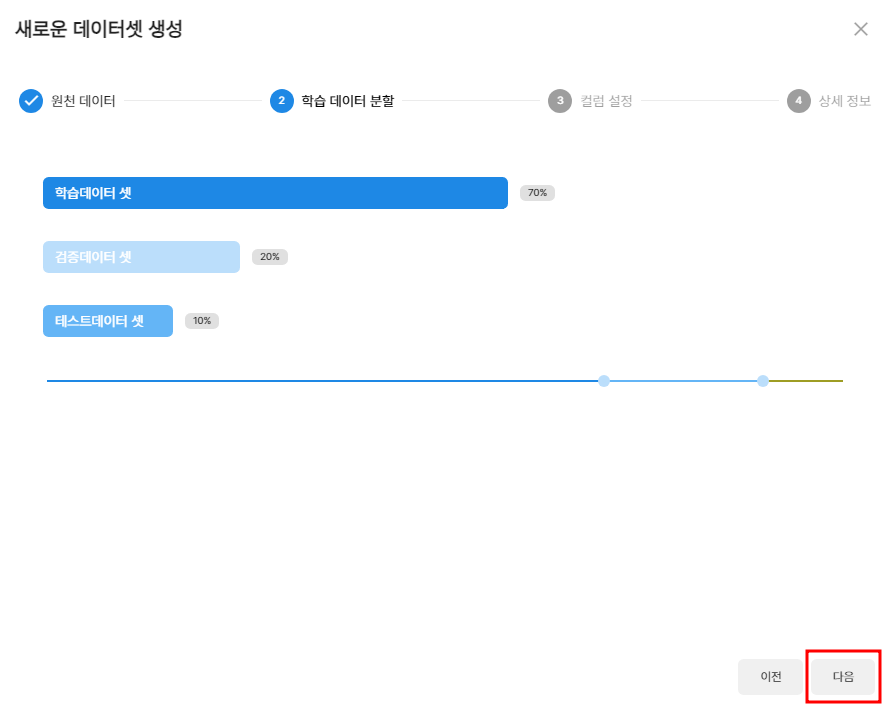 새로운 데이터셋 생성
원천 데이터
2 학습 데이터 분할
3 컬럼 설정
4 상세 정보
학습데이터 셋 70%
검증데이터 셋 20%
테스트데이터 셋 10%
이전 다음